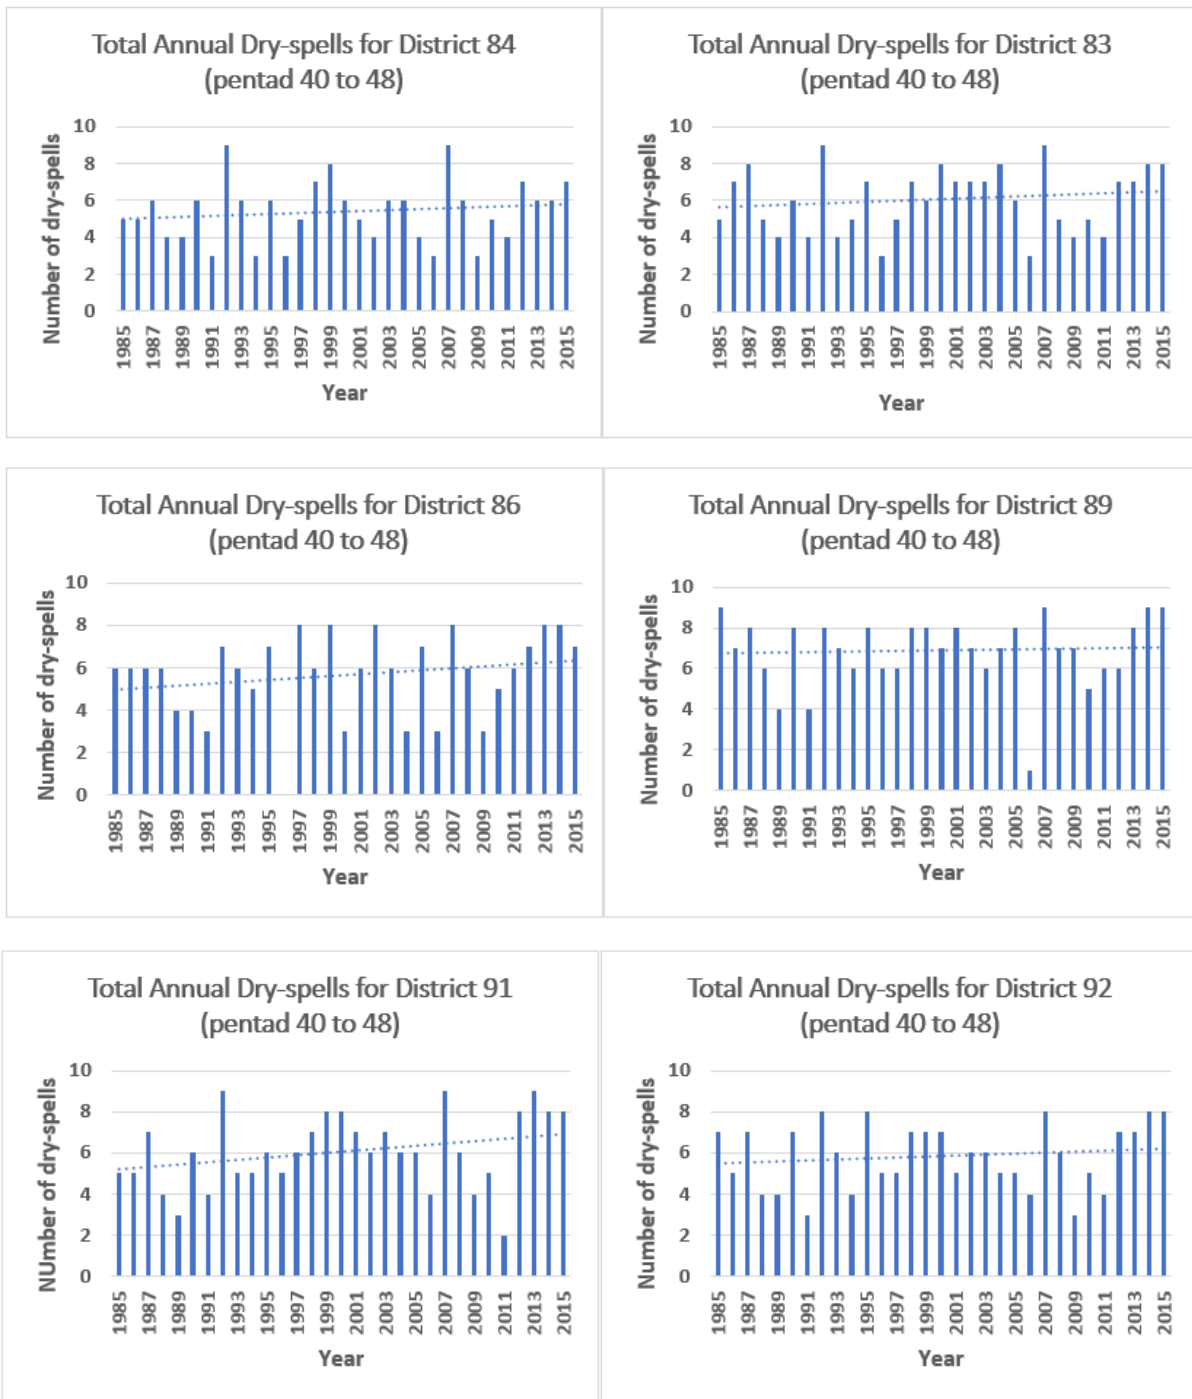 Total Annual Dry-spells for District 84
(pentad 40 to 48)
Number of dry-spells
10
8
6
4
2
0
1985 1987 1989 1991 1993 1995 1997 1999 2001 2003 2005 2007 2009 2011 2013 2015
Year
Total Annual Dry-spells for District 83
(pentad 40 to 48)
Number of dry-spells
10
8
6
4
2
0
1985 1987 1989 1991 1993 1995 1997 1999 2001 2003 2005 2007 2009 2011 2013 2015
Year
Total Annual Dry-spells for District 86
(pentad 40 to 48)
Number of dry-spells
10
8
6
4
2
0
1985 1987 1989 1991 1993 1995 1997 1999 2001 2003 2005 2007 2009 2011 2013 2015
Year
Total Annual Dry-spells for District 89
(pentad 40 to 48)
Number of dry-spells
10
8
6
4
2
0
1985 1987 1989 1991 1993 1995 1997 1999 2001 2003 2005 2007 2009 2011 2013 2015
Year
Total Annual Dry-spells for District 91
(pentad 40 to 48)
NUmber of dry-spells
10
8
6
4
2
0
1985 1987 1989 1991 1993 1995 1997 1999 2001 2003 2005 2007 2009 2011 2013 2015
Year
Total Annual Dry-spells for District 92
(pentad 40 to 48)
Number of dry-spells
10
8
6
4
2
0
1985 1987 1989 1991 1993 1995 1997 1999 2001 2003 2005 2007 2009 2011 2013 2015
Year